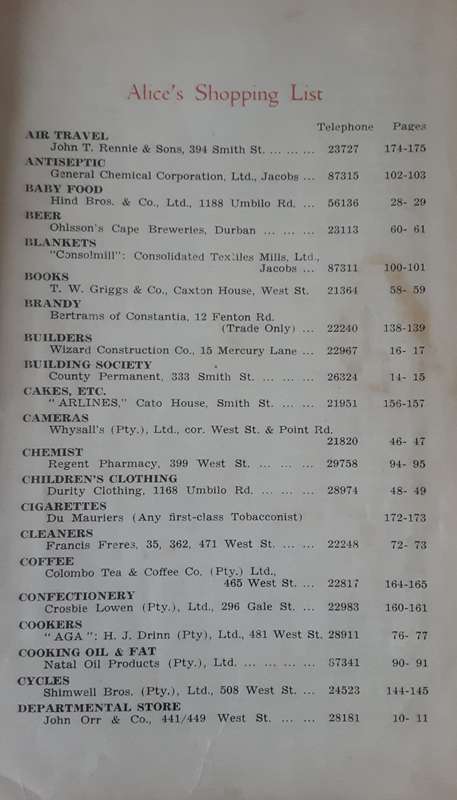 Alice's Shopping List
Telephone Pages
AIR TRAVEL
John T. Rennie & Sons, 394 Smith St. ... ... ... 23727 174-175
ANTISEPTIC
General Chemical Corporation, Ltd., Jacobs ... 87315 102-103
BABY FOOD
Hind Bros. & Co., Ltd., 1188 Umbilo Rd. ... ... 56136 28- 29
BEER
Ohlsson's Cape Breweries, Durban ... ... ... 23113 60- 61
BLANKETS
"Consolmill": Consolidated Textiles Mills, Ltd.,
Jacobs ... 87311 100-101
BOOKS
T. W. Griggs & Co., Caxton House, West St. 21364 58- 59
BRANDY
Bertrams of Constantia, 12 Fenton Rd.
(Trade Only) ... 22240 138-139
BUILDERS
Wizard Construction Co., 15 Mercury Lane ... 22967 16- 17
BUILDING SOCIETY
County Permanent, 333 Smith St. ... ... ... 26324 14- 15
CAKES, ETC.
"ARLINES," Cato House, Smith St. ... ... 21951 156-157
CAMERAS
Whysall's (Pty.), Ltd., cor. West St. & Point Rd.
21820 46- 47
CHEMIST
Regent Pharmacy, 399 West St. ... ... ... 29758 94- 95
CHILDREN'S CLOTHING
Durity Clothing, 1168 Umbilo Rd. ... ... ... 28974 48- 49
CIGARETTES
Du Mauriers (Any first-class Tobacconist) 172-173
CLEANERS
Francis Freres, 35, 362, 471 West St. ... ... 22248 72- 73
COFFEE
Colombo Tea & Coffee Co. (Pty.) Ltd.,
465 West St. ... 22817 164-165
CONFECTIONERY
Crosbie Lowen (Pty.), Ltd., 296 Gale St. ... 22983 160-161
COOKERS
"AGA": H. J. Drinn (Pty), Ltd., 481 West St. 28911 76- 77
COOKING OIL & FAT
Natal Oil Products (Pty.), Ltd. ... ... ... ... 87341 90- 91
CYCLES
Shimwell Bros. (Pty.), Ltd., 508 West St. ... 24523 144-145
DEPARTMENTAL STORE
John Orr & Co., 441/449 West St. ... ... 28181 10- 11